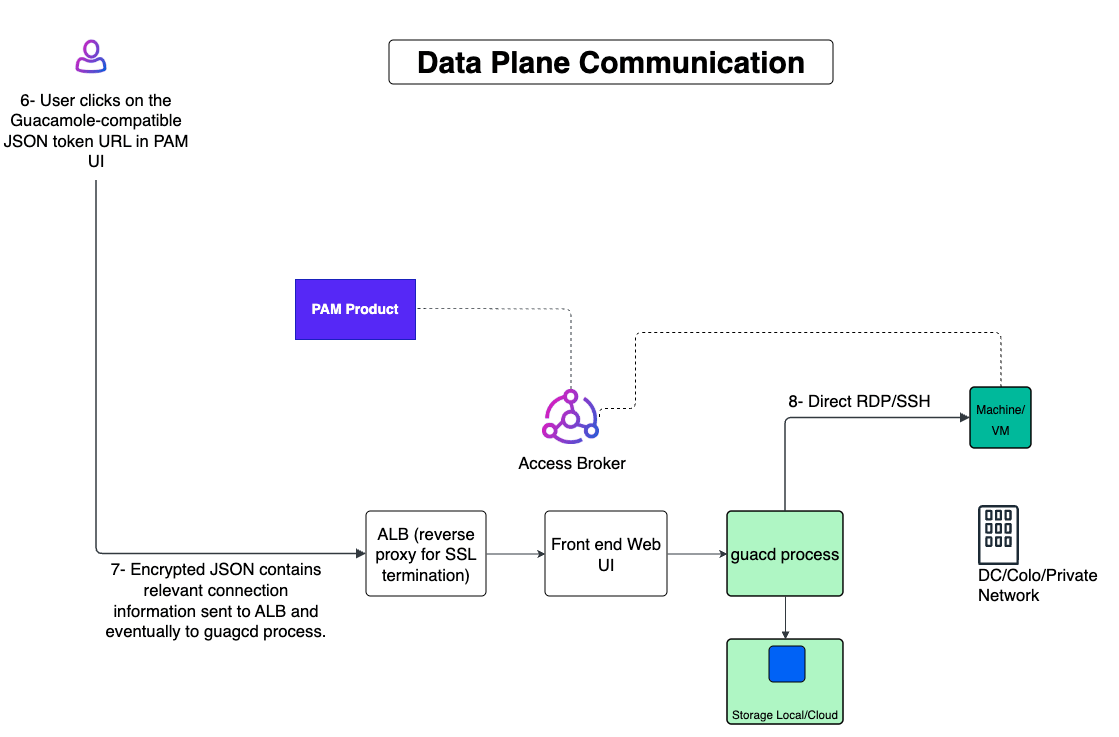 Data Plane Communication
6- User clicks on the
Guacamole-compatible
JSON token URL in PAM
UI
PAM Product
Access Broker
8- Direct RDP/SSH
Machine/
VM
ALB (reverse
proxy for SSL
termination)
Front end Web
UI
guacd process
7- Encrypted JSON contains
relevant connection
information sent to ALB and
eventually to guagcd process.
DC/Colo/Private
Network
Storage Local/Cloud